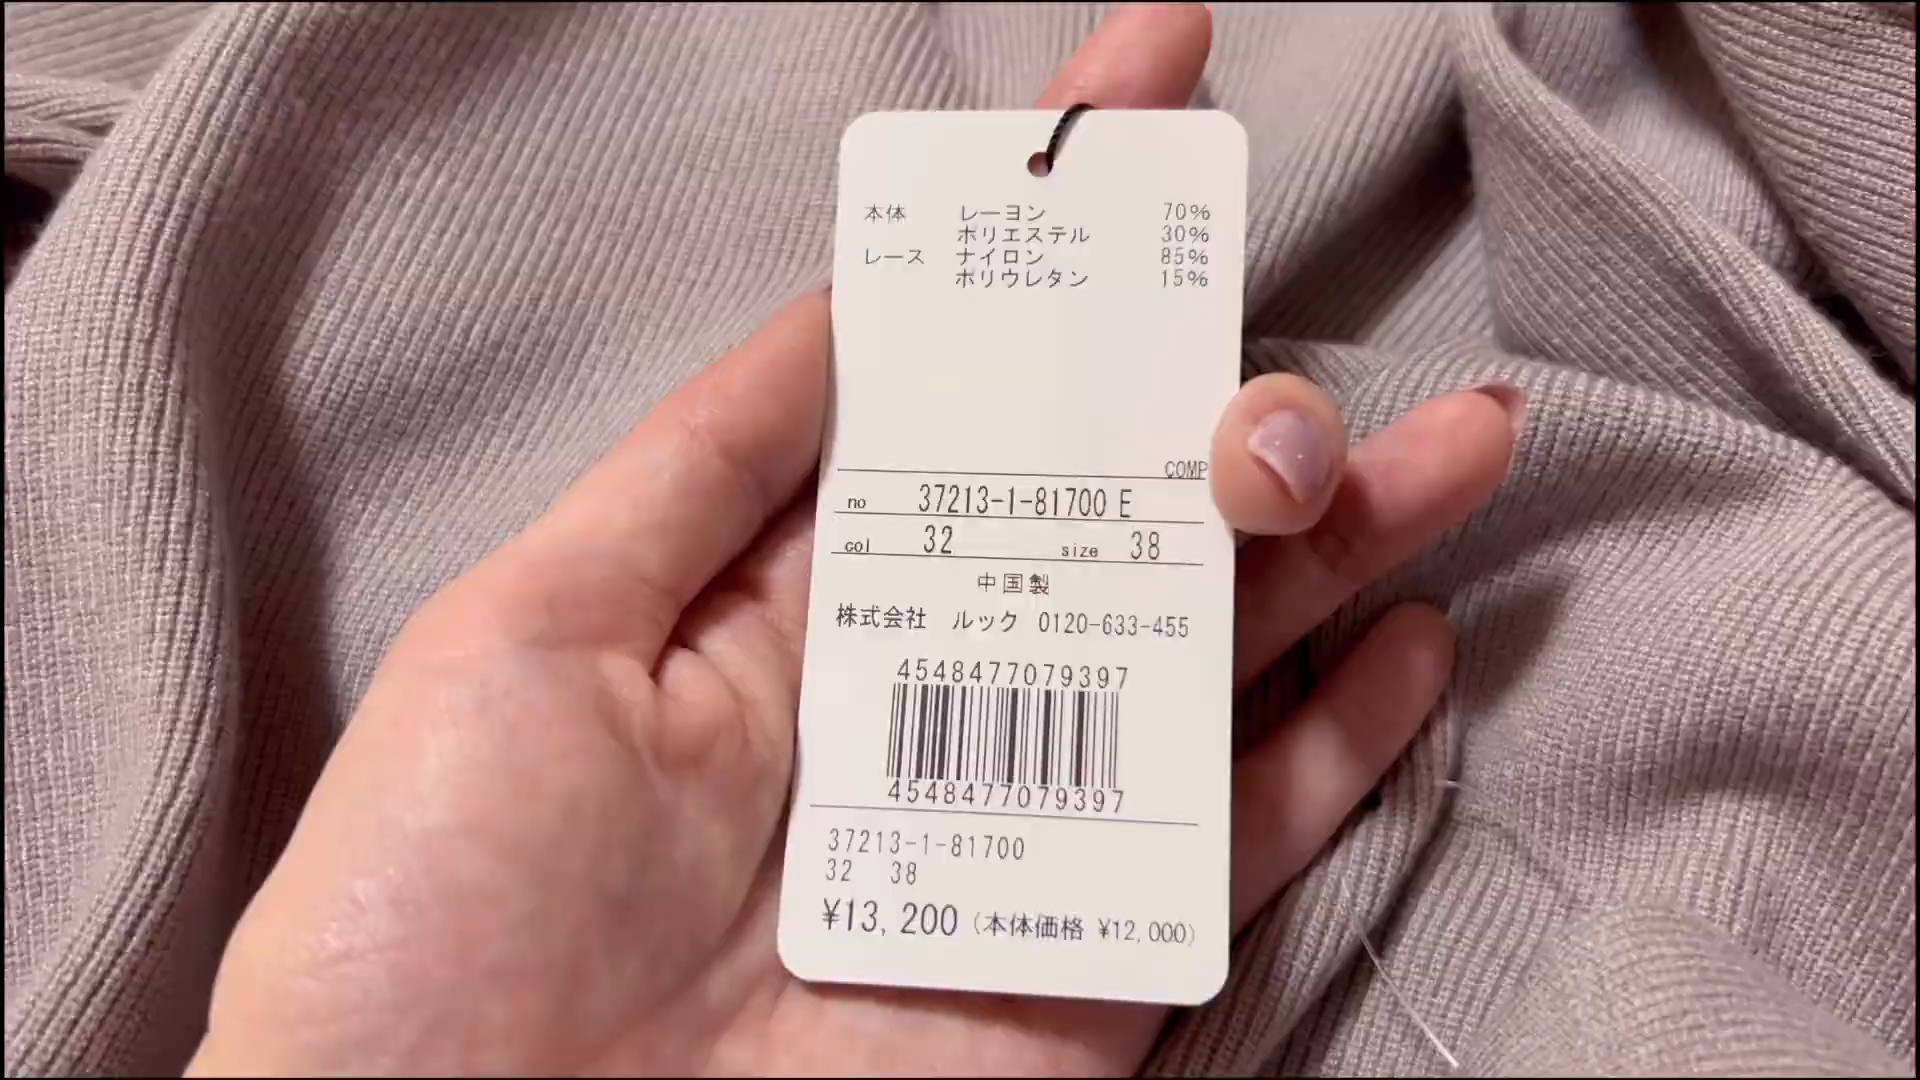 本体 レーヨン 70%
ポリエステル 30%
レース ナイロン 85%
ポリウレタン 15%
COMP
no 37213-1-81700 E
col 32 size 38
中国製
株式会社 ルック 0120-633-455
4548477079397
4548477079397
37213-1-81700
32 38
¥13,200 (本体価格 ¥12,000)